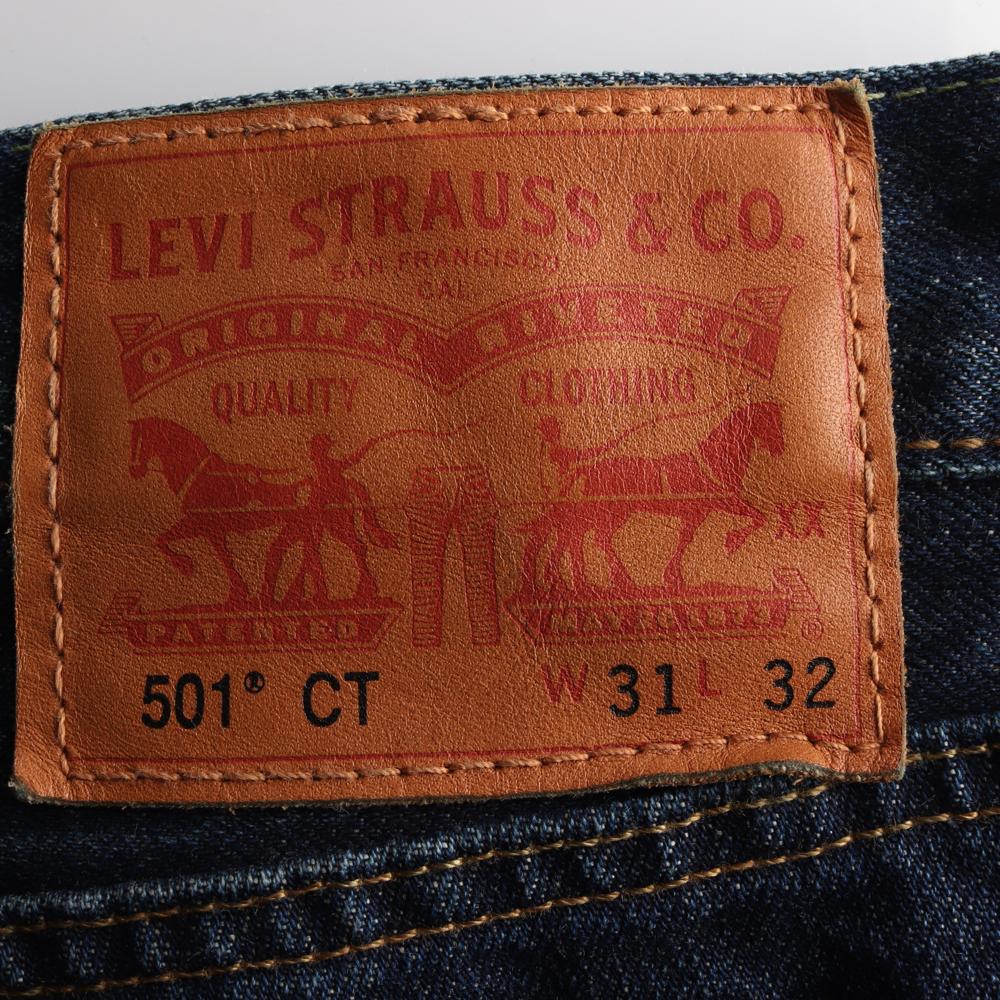 LEVI STRAUSS & CO.
SAN FRANCISCO
CAL.
ORIGINAL RIVETED
QUALITY CLOTHING
XX
PATENTED MAY 20 1873
®
501® CT W 31 L 32